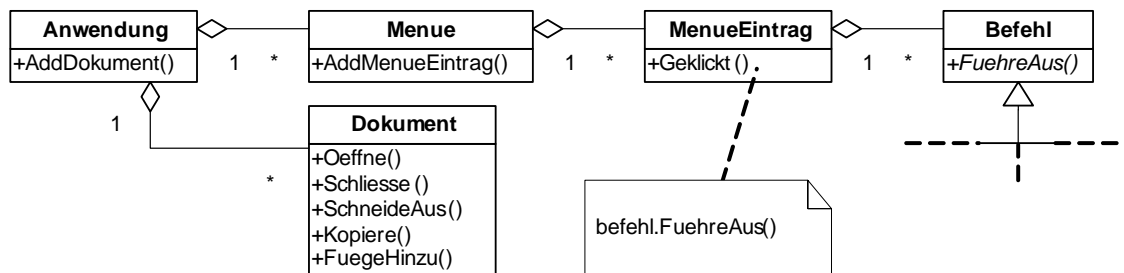 Anwendung
+AddDokument()
1 *
Menue
+AddMenueEintrag()
1 *
MenueEintrag
+Geklickt ()
1 *
Befehl
+FuehreAus()
1
*
Dokument
+Oeffne()
+Schliesse ()
+SchneideAus()
+Kopiere()
+FuegeHinzu()
befehl.FuehreAus()